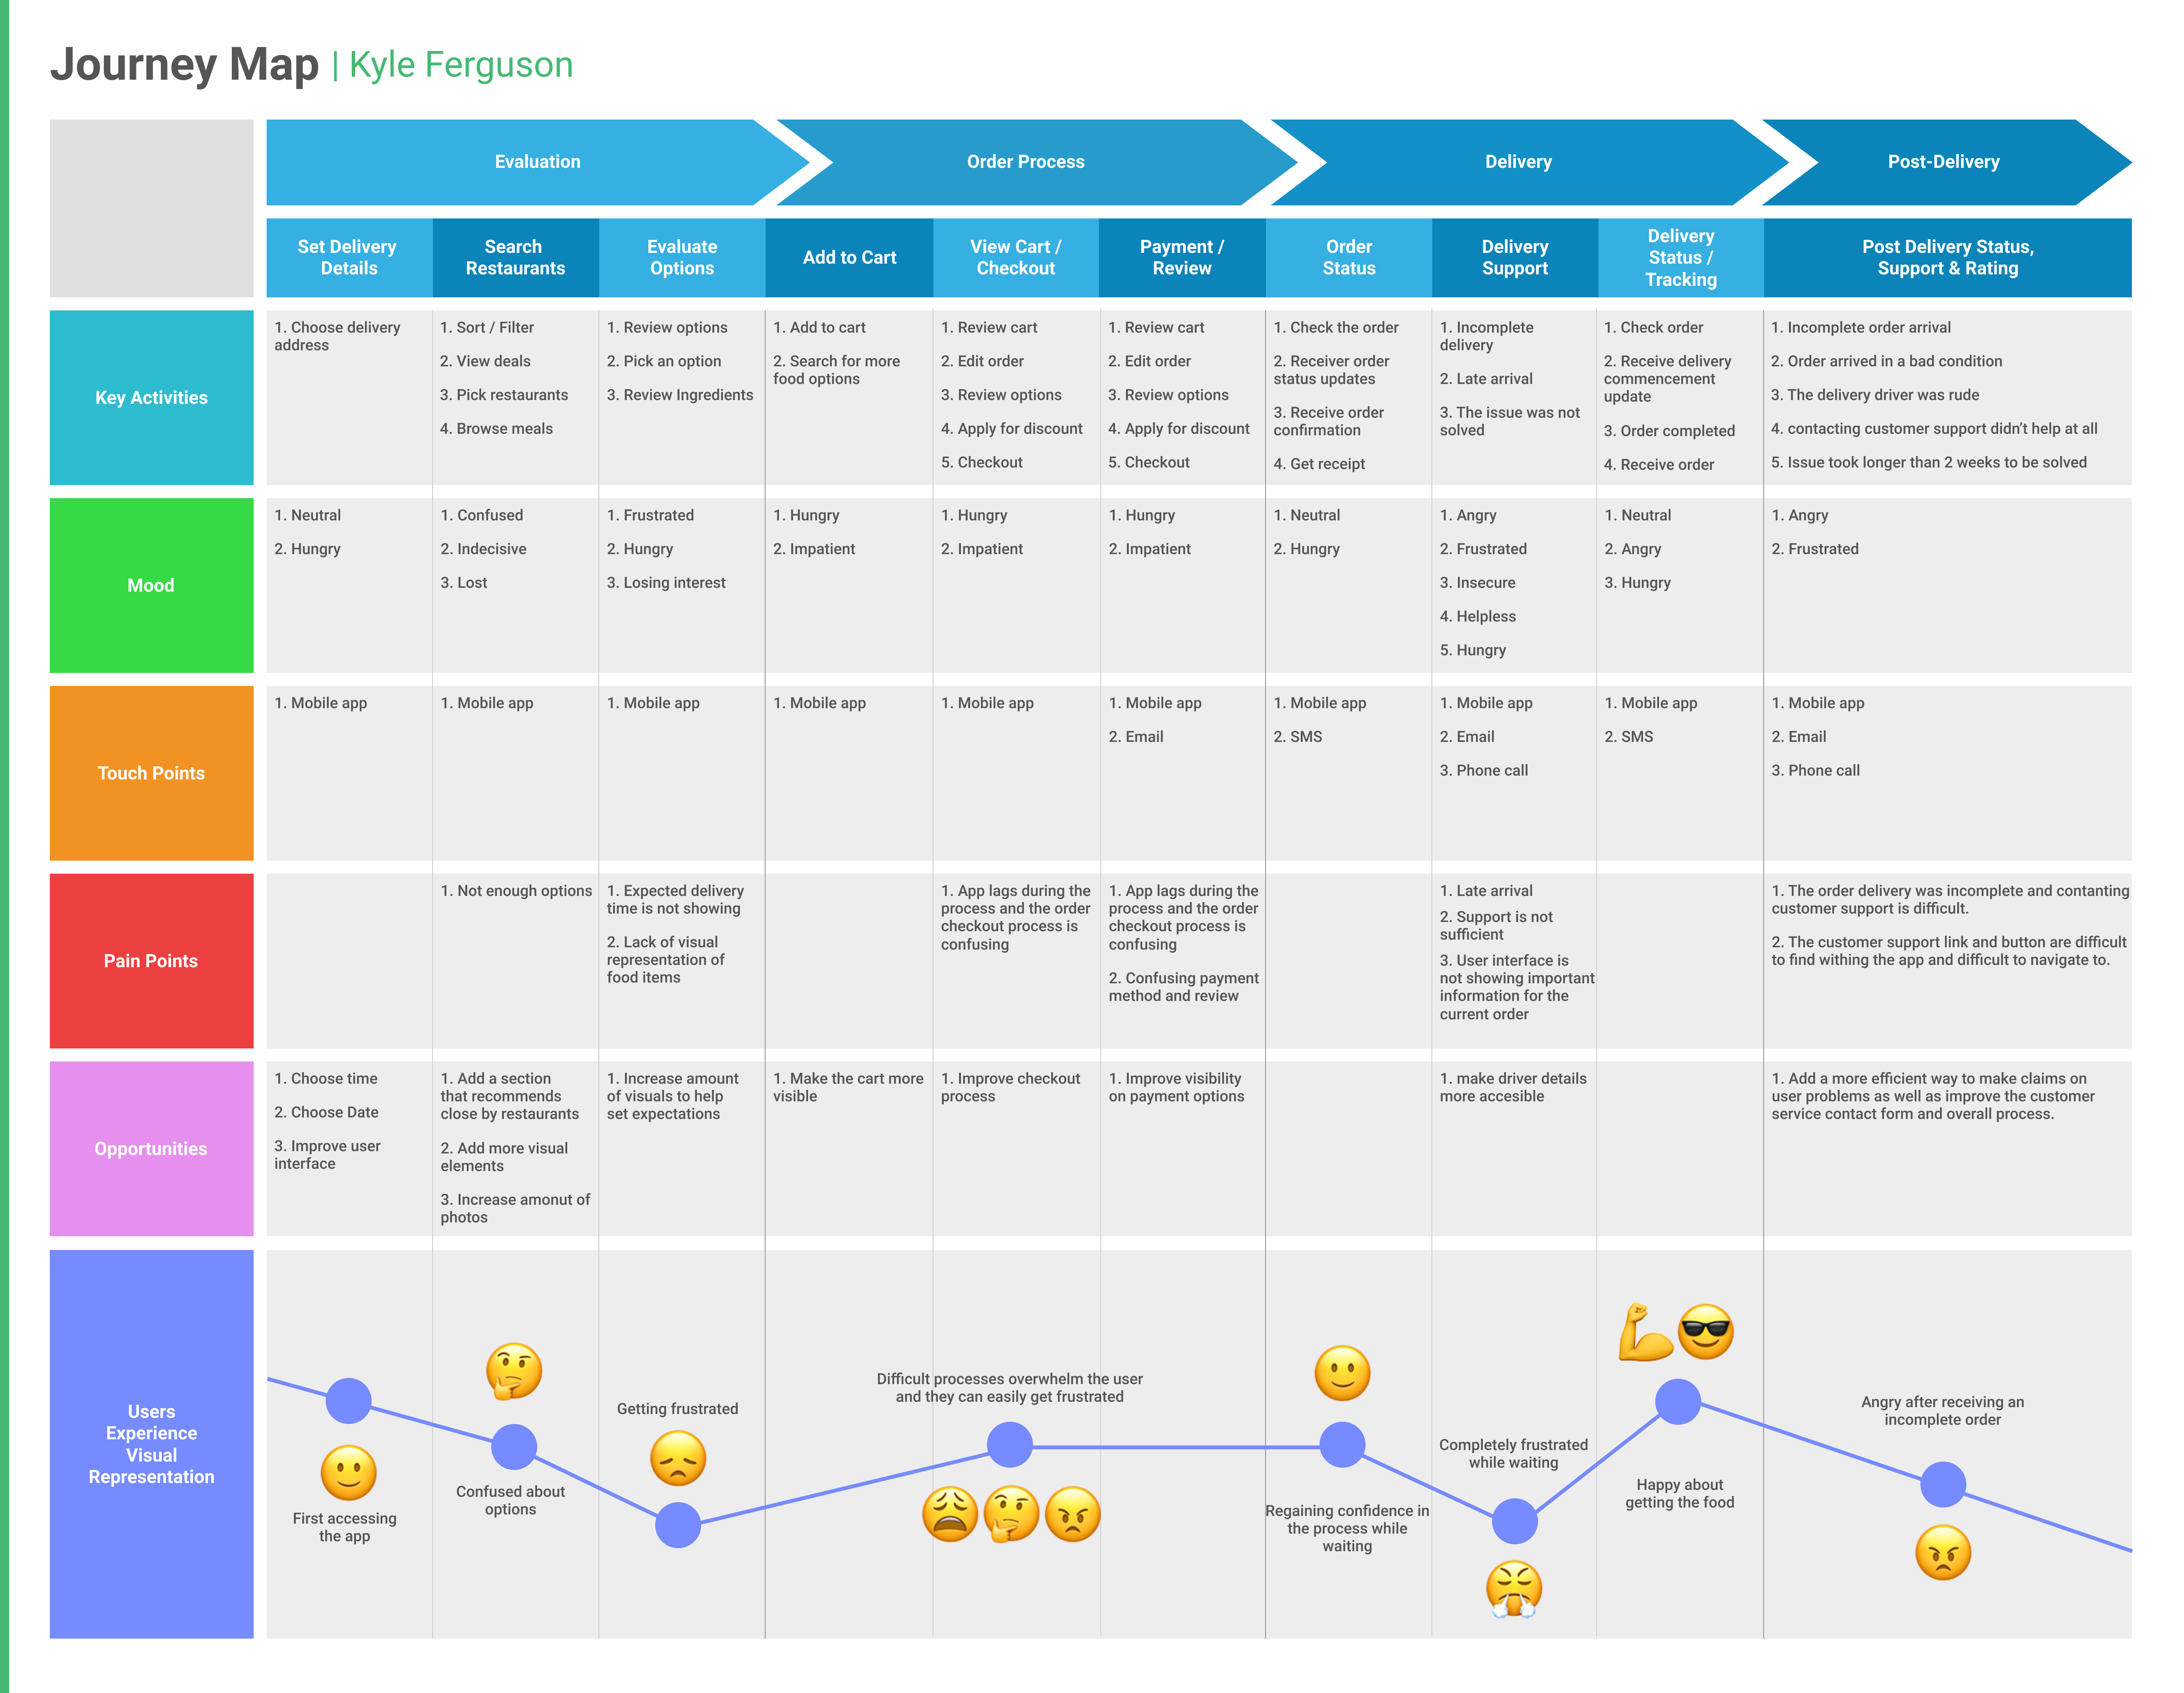 Journey Map | Kyle Ferguson
Evaluation
Order Process
Delivery
Post-Delivery
Set Delivery
Details
Search
Restaurants
Evaluate
Options
Add to Cart
View Cart /
Checkout
Payment /
Review
Order
Status
Delivery
Support
Delivery
Status /
Tracking
Post Delivery Status,
Support & Rating
Key Activities
1. Choose delivery
address
1. Sort / Filter
2. View deals
3. Pick restaurants
4. Browse meals
1. Review options
2. Pick an option
3. Review Ingredients
1. Add to cart
2. Search for more
food options
1. Review cart
2. Edit order
3. Review options
4. Apply for discount
5. Checkout
1. Review cart
2. Edit order
3. Review options
4. Apply for discount
5. Checkout
1. Check the order
2. Receiver order
status updates
3. Receive order
confirmation
4. Get receipt
1. Incomplete
delivery
2. Late arrival
3. The issue was not
solved
1. Check order
2. Receive delivery
commencement
update
3. Order completed
4. Receive order
1. Incomplete order arrival
2. Order arrived in a bad condition
3. The delivery driver was rude
4. contacting customer support didn't help at all
5. Issue took longer than 2 weeks to be solved
Mood
1. Neutral
2. Hungry
1. Confused
2. Indecisive
3. Lost
1. Frustrated
2. Hungry
3. Losing interest
1. Hungry
2. Impatient
1. Hungry
2. Impatient
1. Hungry
2. Impatient
1. Neutral
2. Hungry
1. Angry
2. Frustrated
3. Insecure
4. Helpless
5. Hungry
1. Neutral
2. Angry
3. Hungry
1. Angry
2. Frustrated
Touch Points
1. Mobile app
1. Mobile app
1. Mobile app
1. Mobile app
1. Mobile app
1. Mobile app
2. Email
1. Mobile app
2. SMS
1. Mobile app
2. Email
3. Phone call
1. Mobile app
2. SMS
1. Mobile app
2. Email
3. Phone call
Pain Points
1. Not enough options
1. Expected delivery
time is not showing
2. Lack of visual
representation of
food items
1. App lags during the
process and the order
checkout process is
confusing
1. App lags during the
process and the order
checkout process is
confusing
2. Confusing payment
method and review
1. Late arrival
2. Support is not
sufficient
3. User interface is
not showing important
information for the
current order
1. The order delivery was incomplete and contanting
customer support is difficult.
2. The customer support link and button are difficult
to find withing the app and difficult to navigate to.
Opportunities
1. Choose time
2. Choose Date
3. Improve user
interface
1. Add a section
that recommends
close by restaurants
2. Add more visual
elements
3. Increase amonut of
photos
1. Increase amount
of visuals to help
set expectations
1. Make the cart more
visible
1. Improve checkout
process
1. Improve visibility
on payment options
1. make driver details
more accesible
1. Add a more efficient way to make claims on
user problems as well as improve the customer
service contact form and overall process.
Users
Experience
Visual
Representation
First accessing
the app
Confused about
options
Getting frustrated
Difficult processes overwhelm the user
and they can easily get frustrated
Regaining confidence in
the process while
waiting
Completely frustrated
while waiting
Happy about
getting the food
Angry after receiving an
incomplete order